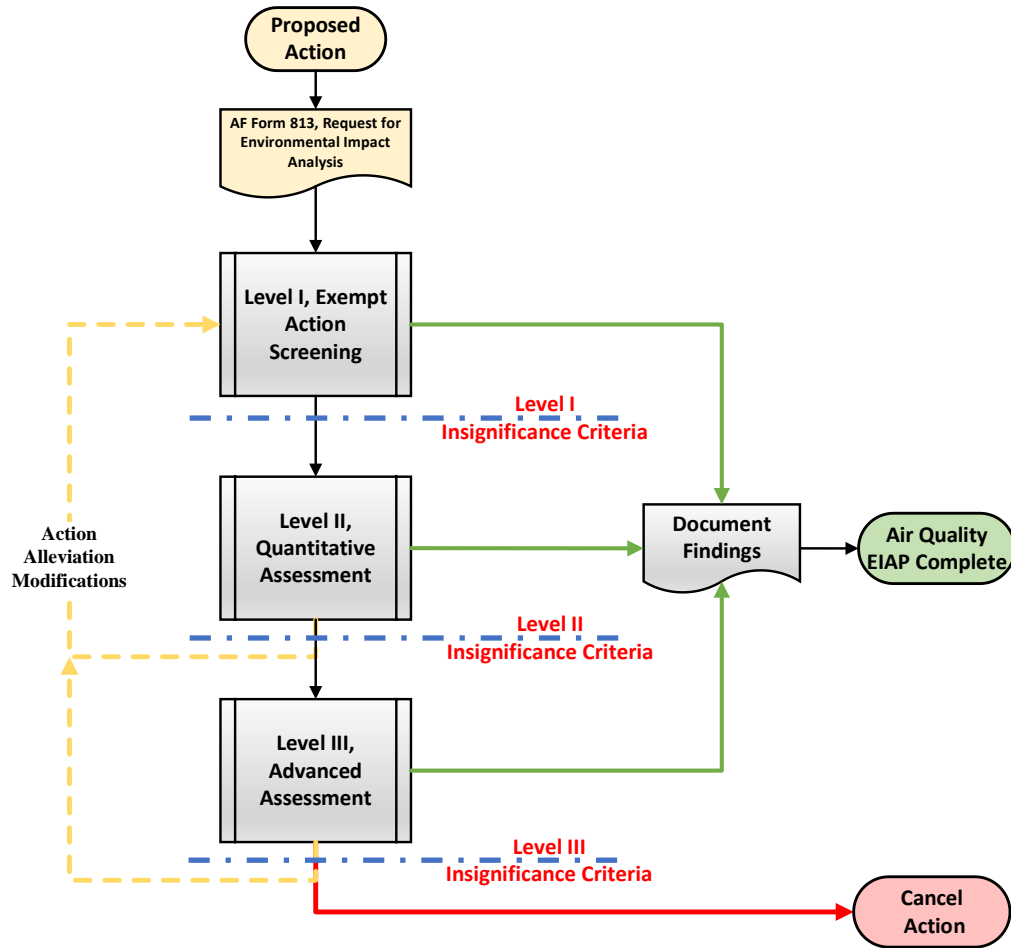 Proposed
Action
AF Form 813, Request for
Environmental Impact
Analysis
Level I, Exempt
Action
Screening
Level I
Insignificance Criteria
Level II,
Quantitative
Assessment
Document
Findings
Air Quality
EIAP Complete
Action
Alleviation
Modifications
Level II
Insignificance Criteria
Level III,
Advanced
Assessment
Level III
Insignificance Criteria
Cancel
Action